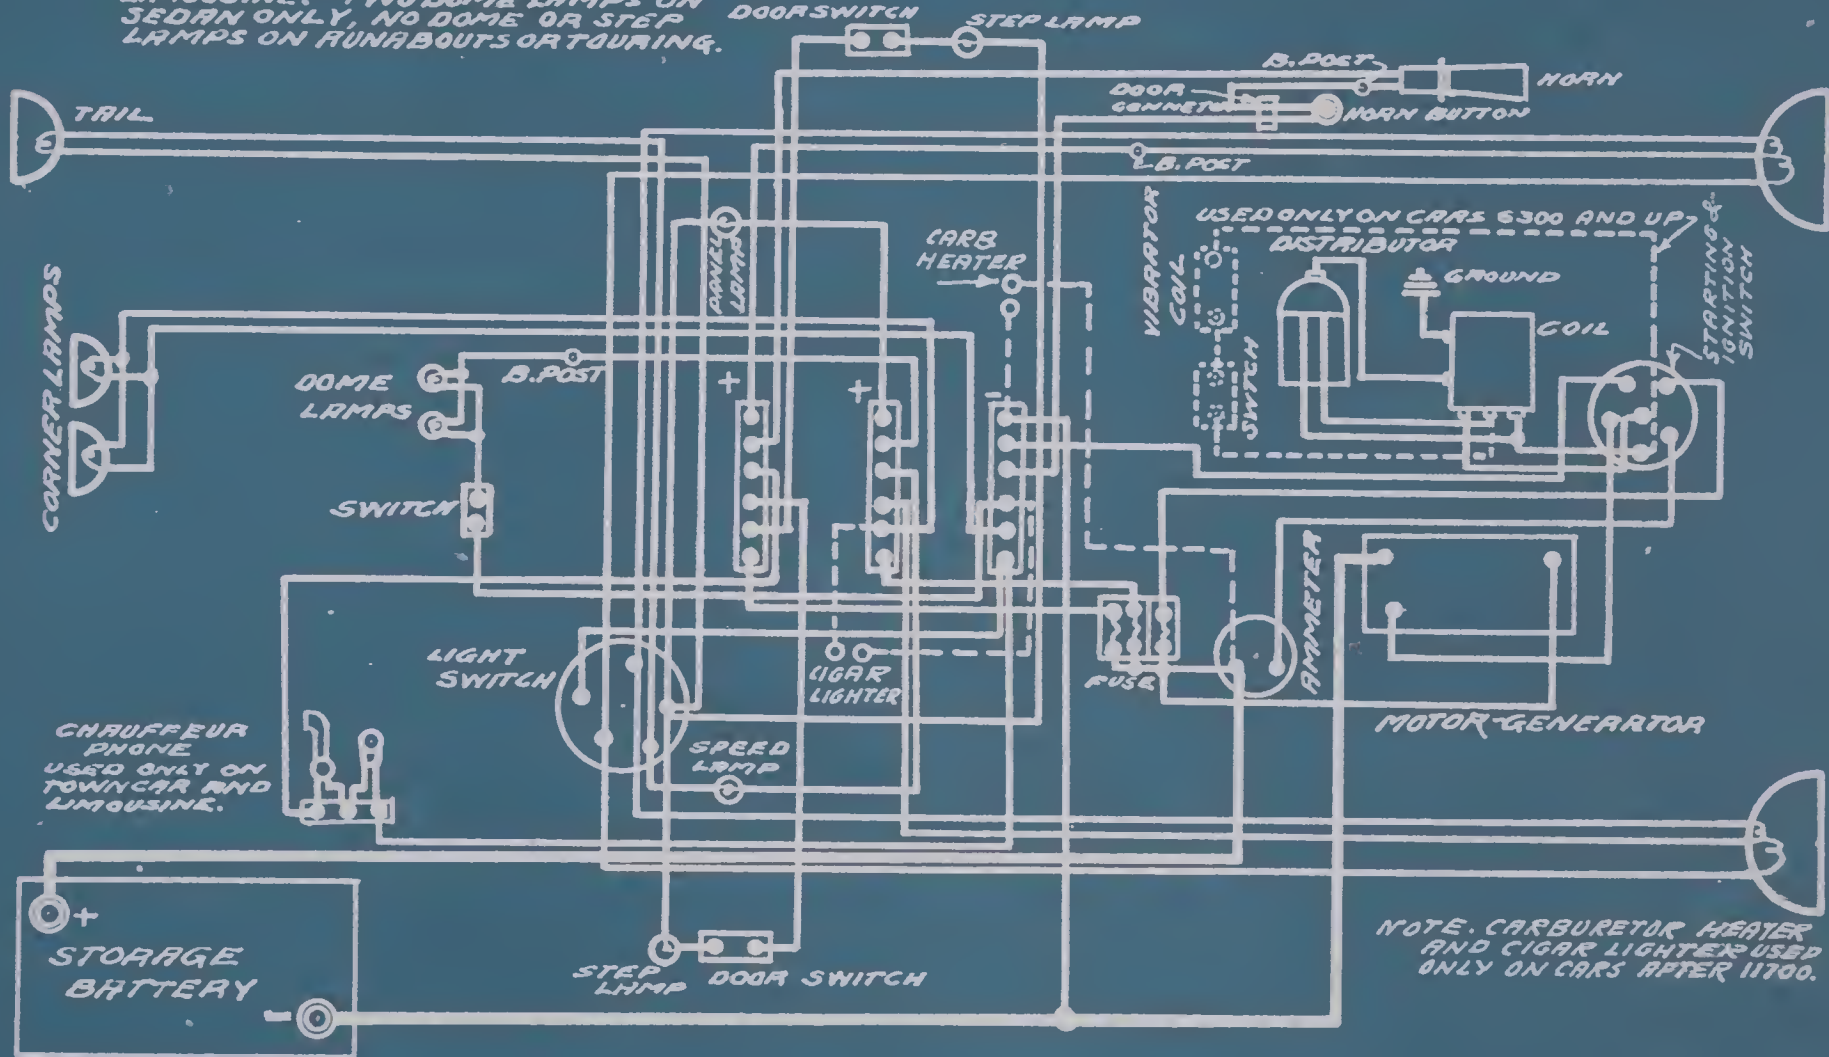 SEDAN ONLY, NO DOME OR STEP
LAMPS ON RUNABOUTS OR TOURING.
DOOR SWITCH
STEP LAMP
B. POST
HORN
DOOR
HORN BUTTON
TAIL
B. POST
VIBRATOR
COIL
USED ONLY ON CARS 6300 AND UP
DISTRIBUTOR
GROUND
COIL
STARTING &
IGNITION
SWITCH
SWITCH
CARB
HEATER
PANEL
LAMP
CORNER LAMPS
DOME
LAMPS
B. POST
+
+
-
SWITCH
LIGHT
SWITCH
CIGAR
LIGHTER
FUSE
AMMETER
MOTOR-GENERATOR
CHAUFFEUR
PHONE
USED ONLY ON
TOWNCAR AND
LIMOUSINE.
SPEED
LAMP
+
STORAGE
BATTERY
-
STEP
LAMP
DOOR SWITCH
NOTE. CARBURETOR HEATER
AND CIGAR LIGHTER USED
ONLY ON CARS AFTER 11700.